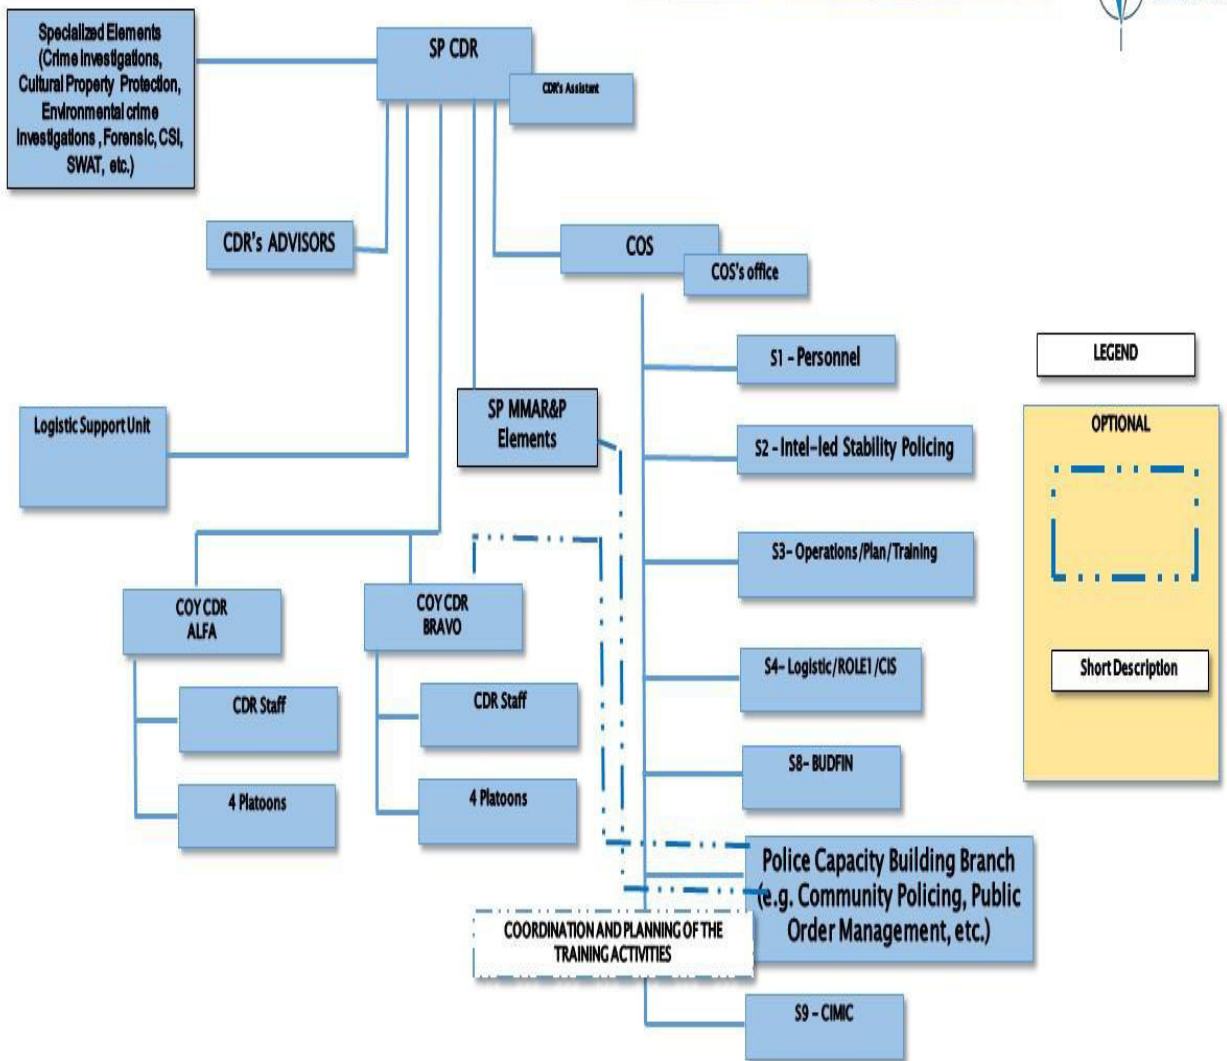 Specialized Elements
(Crime investigations,
Cultural Property Protection,
Environmental crime
investigations , Forensic, CSI,
SWAT, etc.)
SP CDR
CDR's Assistant
CDR's ADVISORS
COS
COS's office
S1 - Personnel
LEGEND
Logistic Support Unit
SP MMAR&P
Elements
S2 - Intel-led Stability Policing
OPTIONAL
S3- Operations/Plan/Training
COY CDR
ALFA
COY CDR
BRAVO
S4- Logistic/ROLE1/CIS
Short Description
CDR Staff
CDR Staff
S8- BUDFIN
4 Platoons
4 Platoons
Police Capacity Building Branch
(e.g. Community Policing, Public
Order Management, etc.)
COORDINATION AND PLANNING OF THE
TRAINING ACTIVITIES
S9 - CIMIC